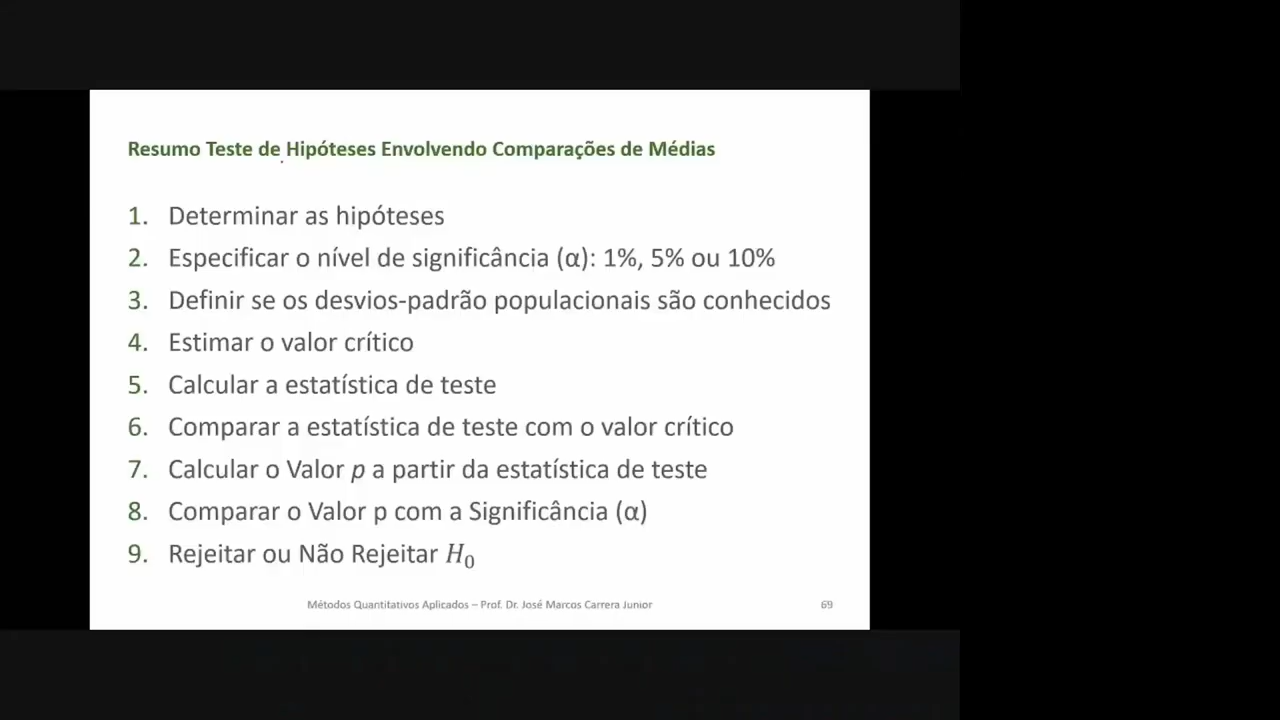 Resumo Teste de Hipóteses Envolvendo Comparações de Médias
1. Determinar as hipóteses
2. Especificar o nível de significância (α): 1%, 5% ou 10%
3. Definir se os desvios-padrão populacionais são conhecidos
4. Estimar o valor crítico
5. Calcular a estatística de teste
6. Comparar a estatística de teste com o valor crítico
7. Calcular o Valor p a partir da estatística de teste
8. Comparar o Valor p com a Significância (α)
9. Rejeitar ou Não Rejeitar H₀
Métodos Quantitativos Aplicados – Prof. Dr. José Marcos Carrera Junior 69